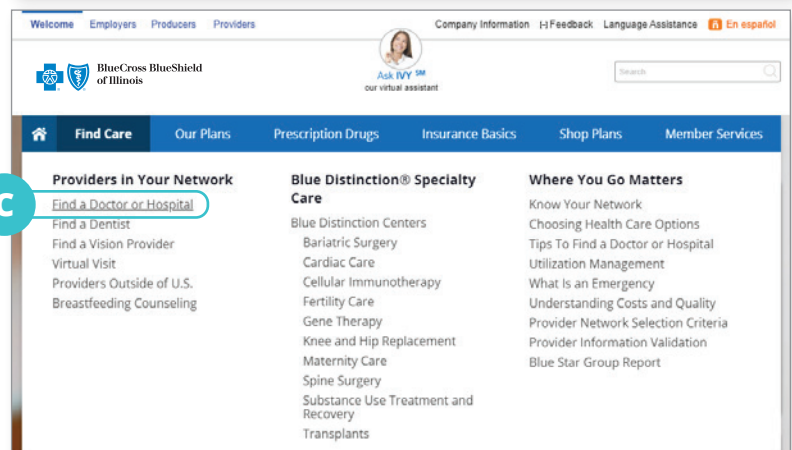 Welcome Employers Producers Providers Company Information [-] Feedback Language Assistance En español
BlueCross BlueShield
of Illinois
Ask IVY SM
our virtual assistant
Search
Find Care Our Plans Prescription Drugs Insurance Basics Shop Plans Member Services
C
Providers in Your Network
Find a Doctor or Hospital
Find a Dentist
Find a Vision Provider
Virtual Visit
Providers Outside of U.S.
Breastfeeding Counseling
Blue Distinction® Specialty
Care
Blue Distinction Centers
Bariatric Surgery
Cardiac Care
Cellular Immunotherapy
Fertility Care
Gene Therapy
Knee and Hip Replacement
Maternity Care
Spine Surgery
Substance Use Treatment and
Recovery
Transplants
Where You Go Matters
Know Your Network
Choosing Health Care Options
Tips To Find a Doctor or Hospital
Utilization Management
What Is an Emergency
Understanding Costs and Quality
Provider Network Selection Criteria
Provider Information Validation
Blue Star Group Report